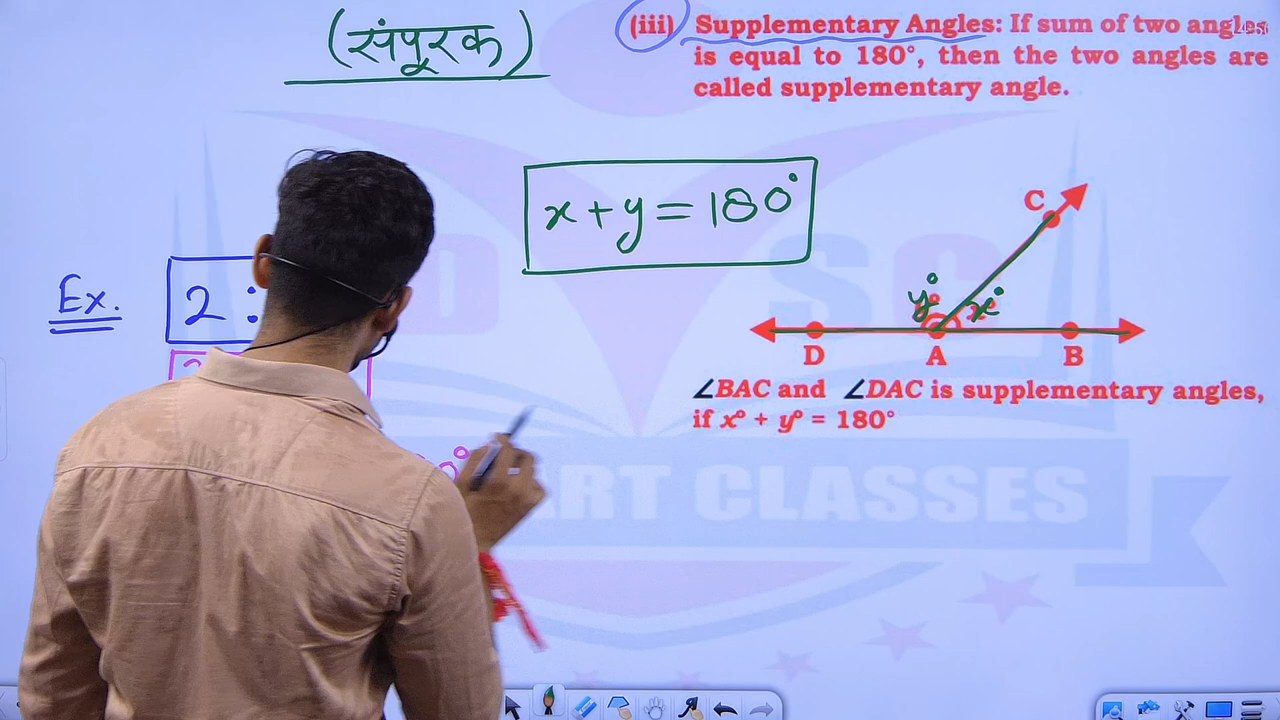 (संपूरक)
(iii) Supplementary Angles: If sum of two angles
is equal to 180°, then the two angles are
called supplementary angle.
x + y = 180°
Ex.
2 :
C
y° x°
D A B
∠BAC and ∠DAC is supplementary angles,
if x° + y° = 180°
ART CLASSES